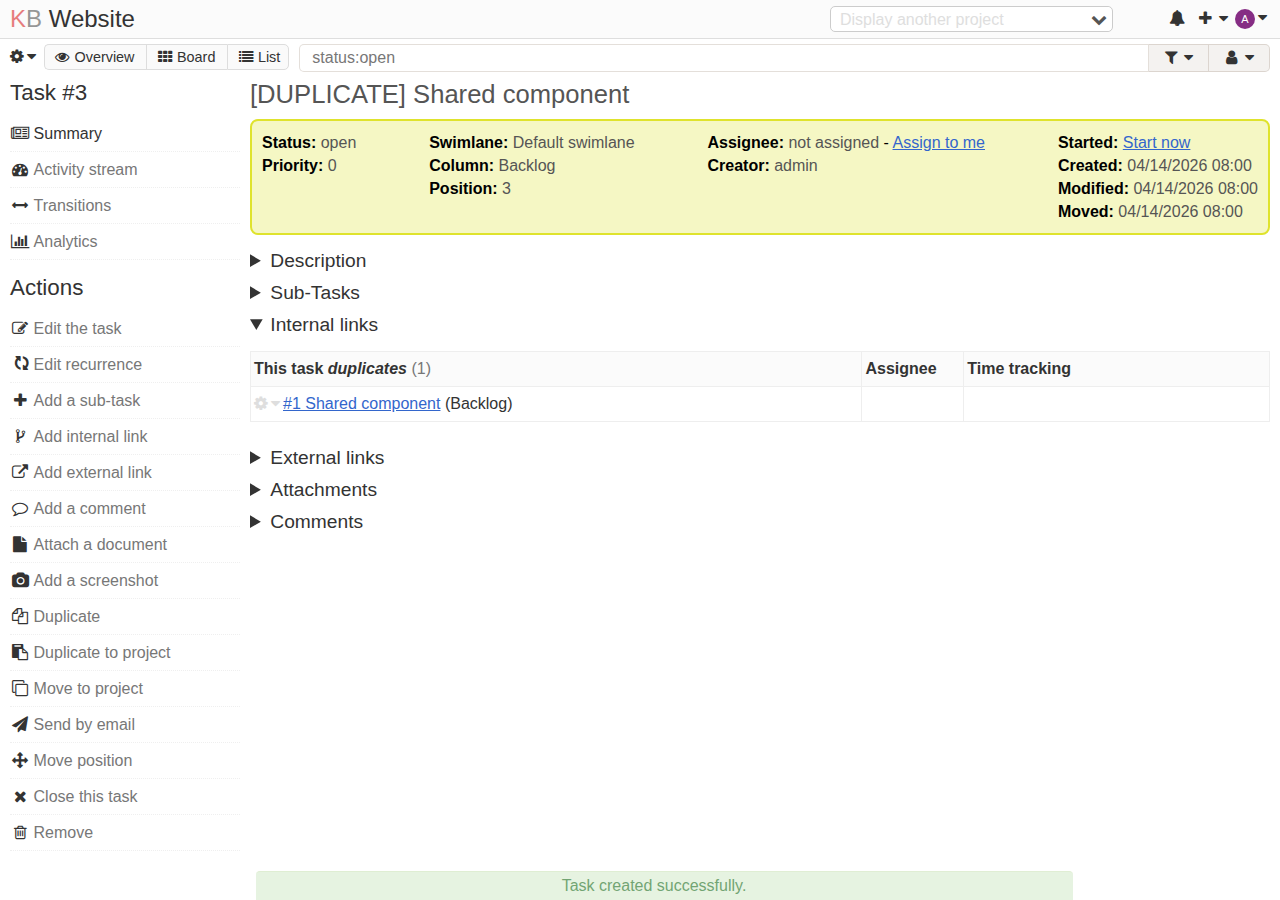 KB Website
Display another project
A
Overview
Board
List
status:open
Task #3
Summary
Activity stream
Transitions
Analytics
Actions
Edit the task
Edit recurrence
Add a sub-task
Add internal link
Add external link
Add a comment
Attach a document
Add a screenshot
Duplicate
Duplicate to project
Move to project
Send by email
Move position
Close this task
Remove
[DUPLICATE] Shared component
Status: open
Priority: 0
Swimlane: Default swimlane
Column: Backlog
Position: 3
Assignee: not assigned - Assign to me
Creator: admin
Started: Start now
Created: 04/14/2026 08:00
Modified: 04/14/2026 08:00
Moved: 04/14/2026 08:00
Description
Sub-Tasks
Internal links
This task duplicates (1) Assignee Time tracking
#1 Shared component (Backlog)
External links
Attachments
Comments
Task created successfully.